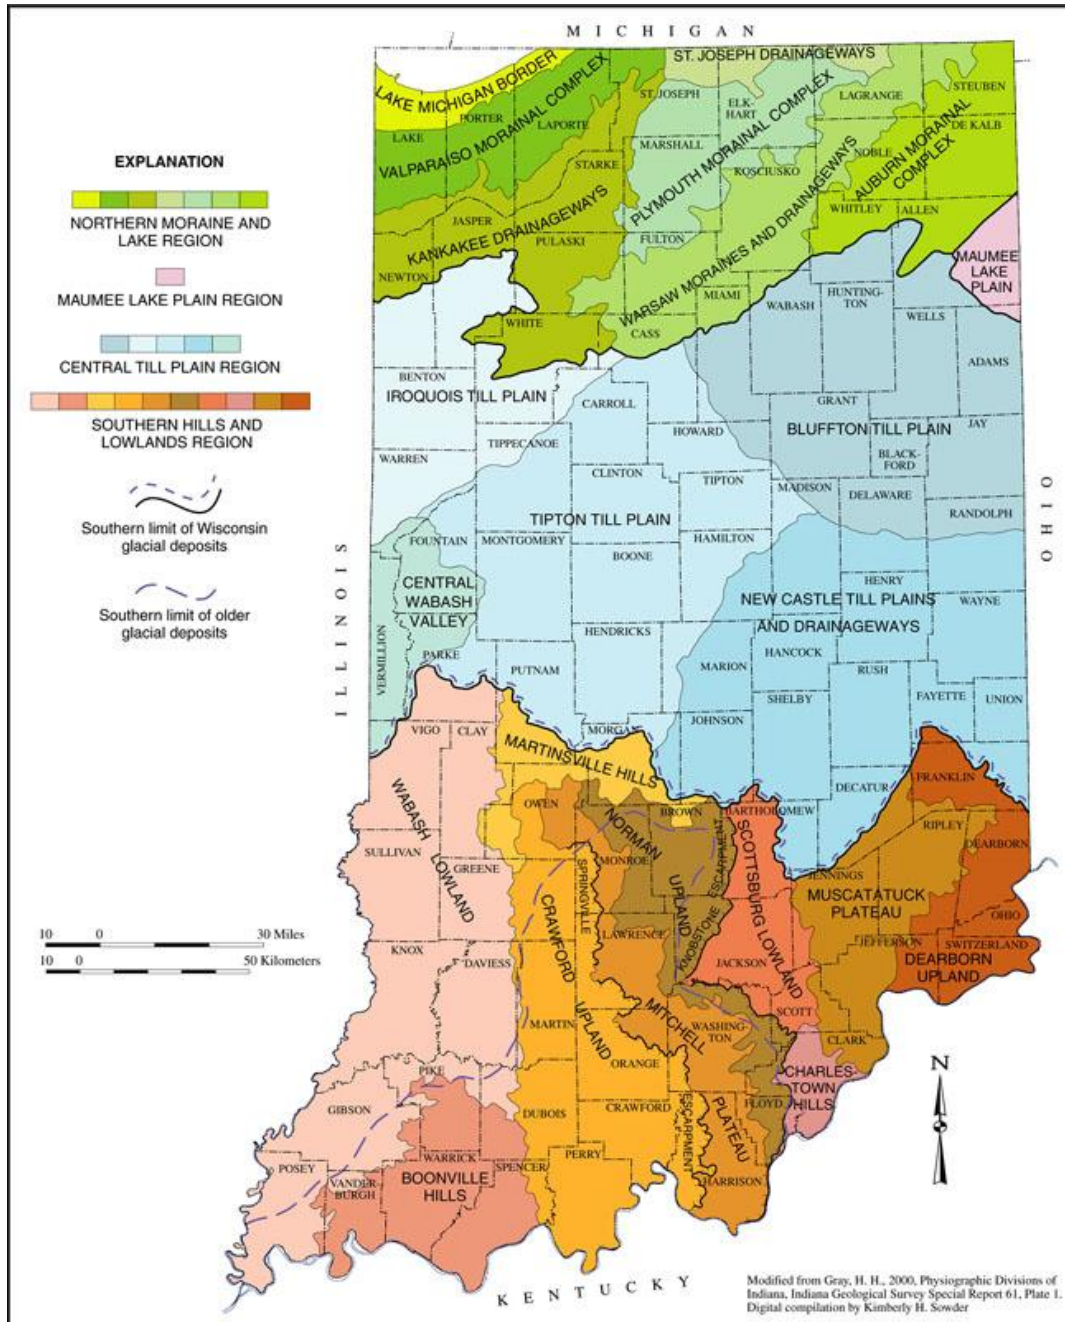 MICHIGAN
EXPLANATION
NORTHERN MORAINE AND
LAKE REGION
MAUMEE LAKE PLAIN REGION
CENTRAL TILL PLAIN REGION
SOUTHERN HILLS AND
LOWLANDS REGION
Southern limit of Wisconsin
glacial deposits
Southern limit of older
glacial deposits
10 0 30 Miles
10 0 50 Kilometers
ILLINOIS
OHIO
KENTUCKY
LAKE MICHIGAN BORDER
VALPARAISO MORAINAL COMPLEX
KANKAKEE DRAINAGEWAYS
ST. JOSEPH DRAINAGEWAYS
PLYMOUTH MORAINAL COMPLEX
WARSAW MORAINES AND DRAINAGEWAYS
AUBURN MORAINAL
COMPLEX
MAUMEE
LAKE
PLAIN
LAKE
PORTER
LAPORTE
ST. JOSEPH
ELK-
HART
LAGRANGE
STEUBEN
DE KALB
NOBLE
MARSHALL
KOSCIUSKO
STARKE
JASPER
PULASKI
FULTON
WHITLEY
ALLEN
NEWTON
WHITE
CASS
MIAMI
WABASH
HUNTING-
TON
WELLS
ADAMS
BENTON
IROQUOIS TILL PLAIN
CARROLL
GRANT
BLUFFTON TILL PLAIN
JAY
HOWARD
TIPPECANOE
BLACK-
FORD
WARREN
CLINTON
TIPTON
MADISON
DELAWARE
RANDOLPH
TIPTON TILL PLAIN
FOUNTAIN
MONTGOMERY
BOONE
HAMILTON
CENTRAL
WABASH
VALLEY
HENRY
NEW CASTLE TILL PLAINS
AND DRAINAGEWAYS
WAYNE
HENDRICKS
VERMILLION
PARKE
PUTNAM
MARION
HANCOCK
RUSH
FAYETTE
UNION
SHELBY
JOHNSON
MORGAN
VIGO
CLAY
MARTINSVILLE HILLS
DECATUR
FRANKLIN
OWEN
BROWN
BARTHOLOMEW
RIPLEY
DEARBORN
WABASH LOWLAND
SULLIVAN
GREENE
MONROE
NORMAN
UPLAND
KNOBSTONE ESCARPMENT
SCOTTSBURG LOWLAND
JENNINGS
MUSCATATUCK
PLATEAU
OHIO
SPRINGVILLE
CRAWFORD
UPLAND
LAWRENCE
JACKSON
JEFFERSON
SWITZERLAND
DEARBORN
UPLAND
KNOX
DAVIESS
MARTIN
MITCHELL
PLATEAU
WASHING-
TON
SCOTT
CLARK
ORANGE
CHARLES-
TOWN
HILLS
PIKE
GIBSON
DUBOIS
CRAWFORD
ESCARPMENT
FLOYD
POSEY
VANDER-
BURGH
WARRICK
BOONVILLE
HILLS
SPENCER
PERRY
HARRISON
N
Modified from Gray, H. H., 2000, Physiographic Divisions of
Indiana, Indiana Geological Survey Special Report 61, Plate 1.
Digital compilation by Kimberly H. Sowder